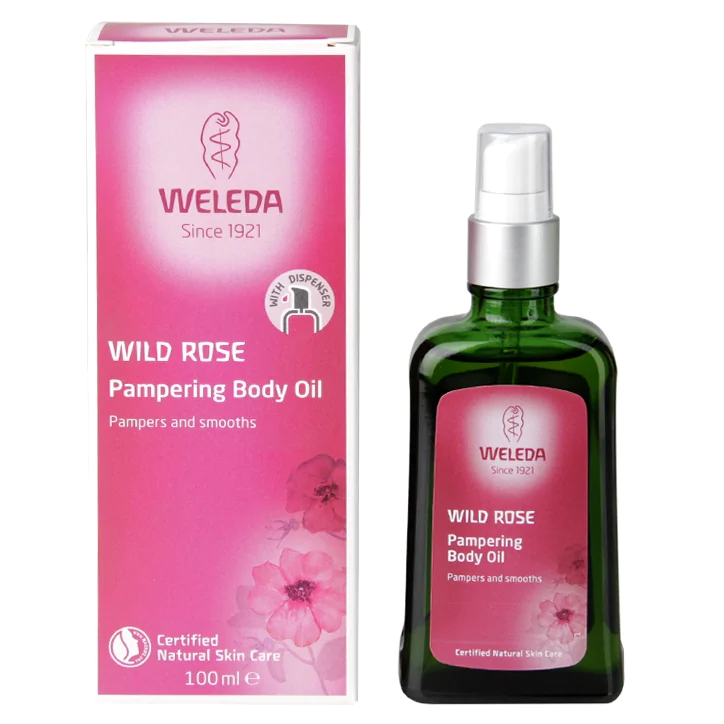 WELEDA
WELEDA
Since 1921
WITH DISPENSER
WILD ROSE
Pampering Body Oil
Pampers and smooths
Certified
Natural Skin Care
100 ml ℮
WELEDA
Since 1921
WILD ROSE
Pampering
Body Oil
Pampers and smooths
Certified Natural Skin Care